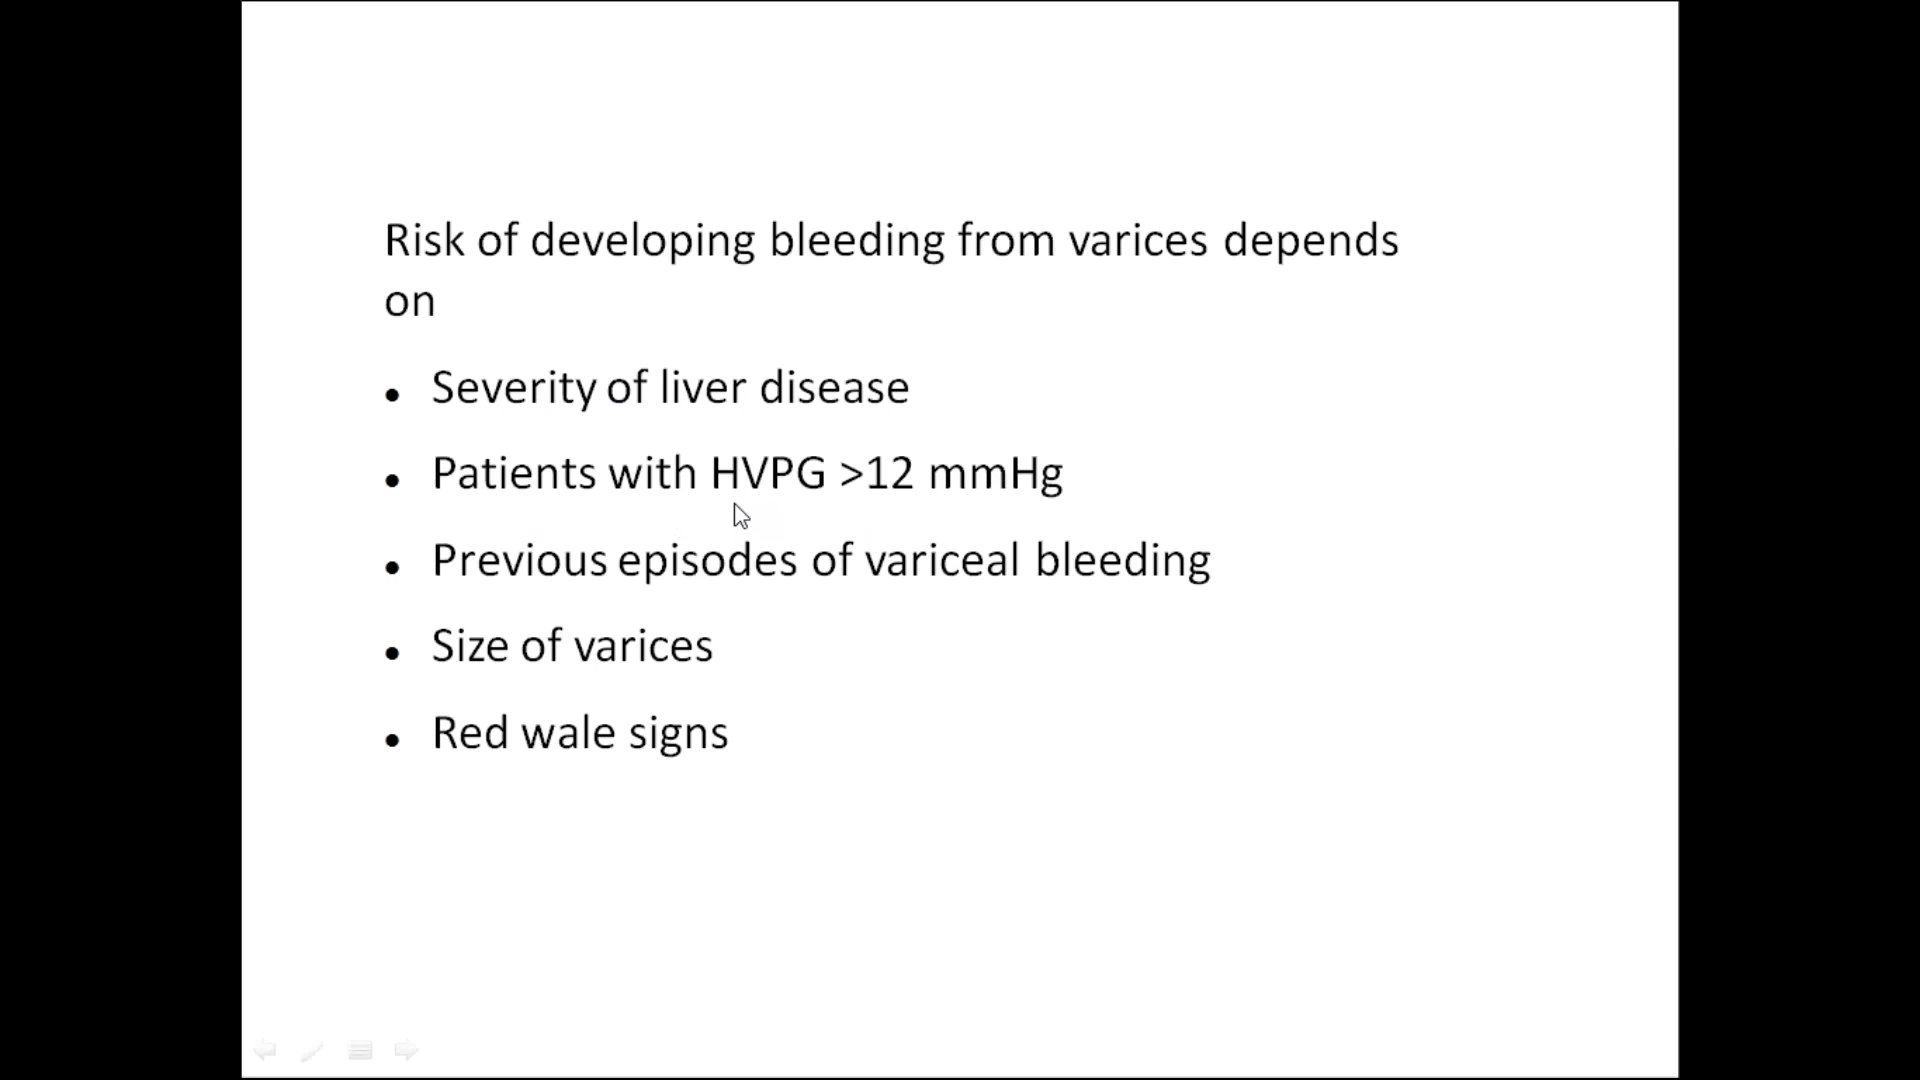 Risk of developing bleeding from varices depends
on
• Severity of liver disease
• Patients with HVPG >12 mmHg
• Previous episodes of variceal bleeding
• Size of varices
• Red wale signs